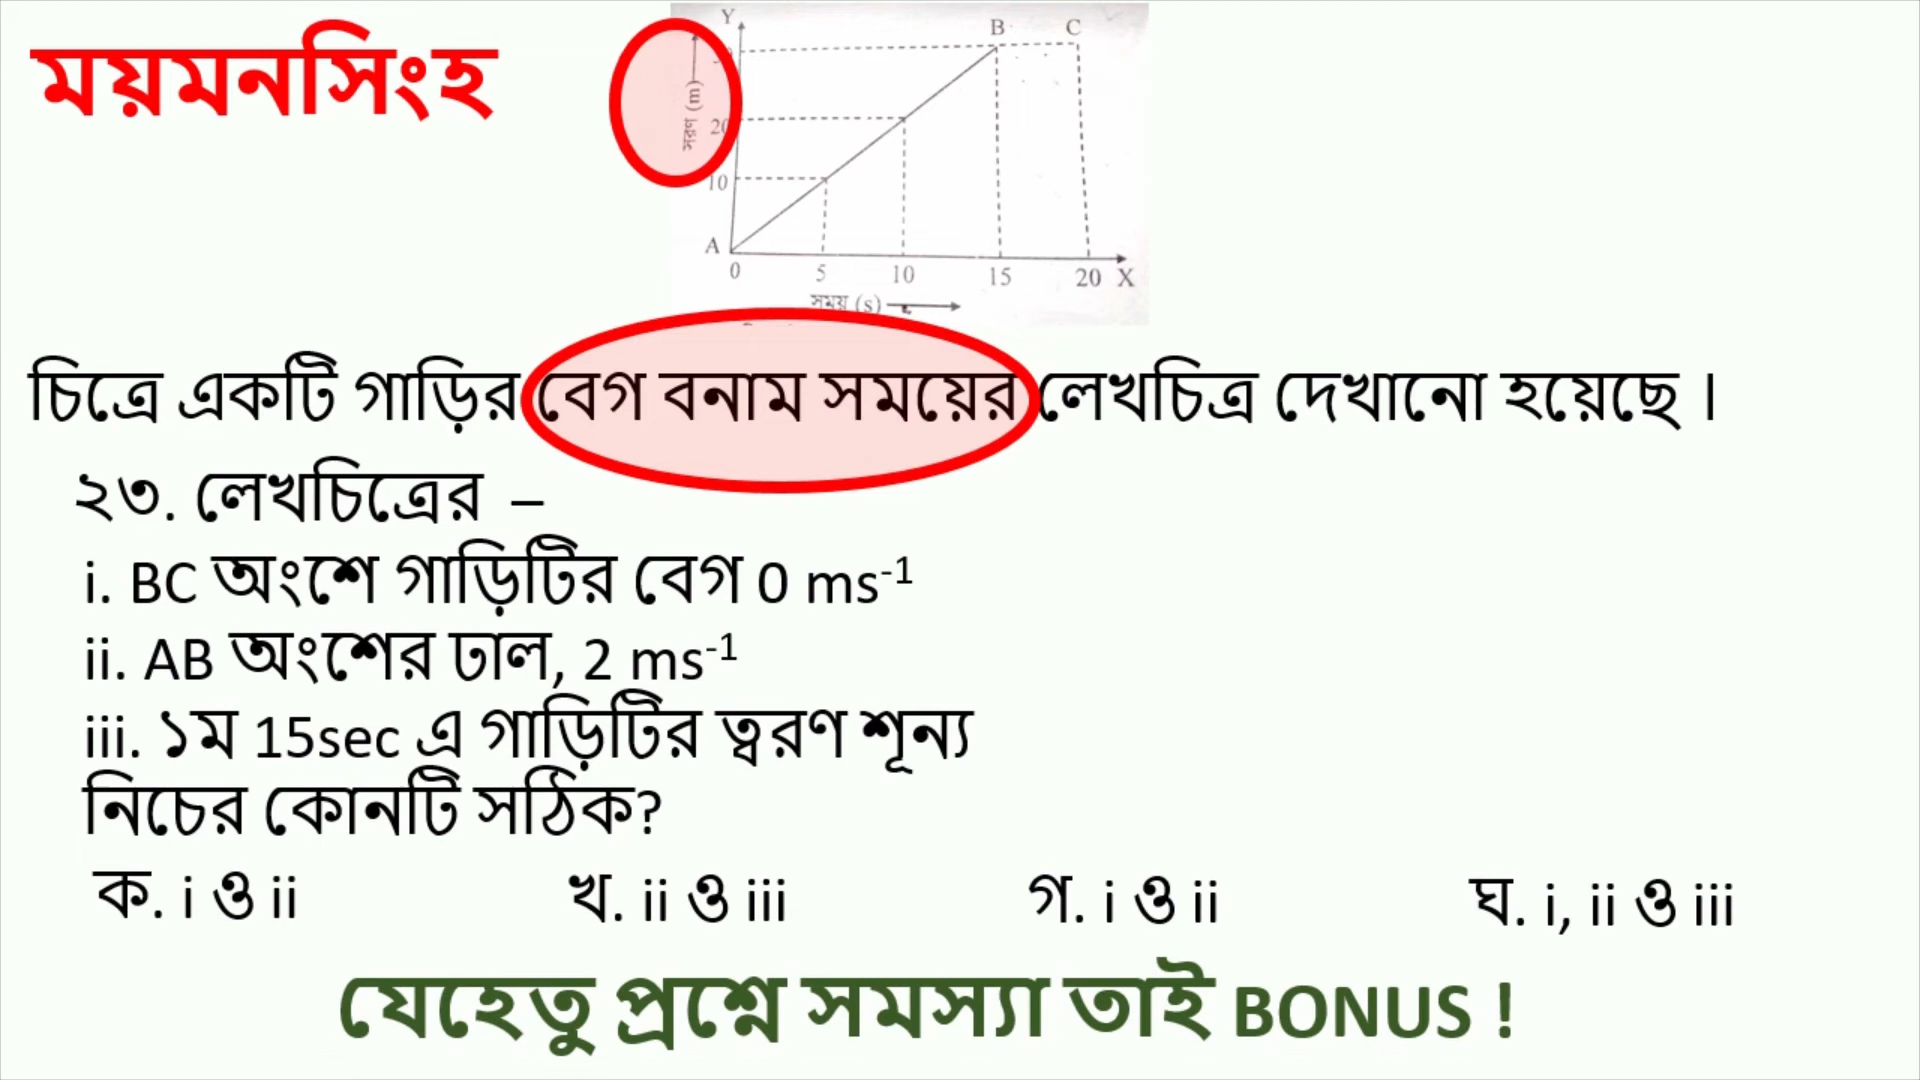 ময়মনসিংহ
Y
B
C
সরণ (m)
20
10
A
0 5 10 15 20 X
সময় (s)
চিত্রে একটি গাড়ির বেগ বনাম সময়ের লেখচিত্র দেখানো হয়েছে ।
২৩. লেখচিত্রের –
i. BC অংশে গাড়িটির বেগ 0 ms⁻¹
ii. AB অংশের ঢাল, 2 ms⁻¹
iii. ১ম 15sec এ গাড়িটির ত্বরণ শূন্য
নিচের কোনটি সঠিক?
ক. i ও ii খ. ii ও iii গ. i ও ii ঘ. i, ii ও iii
যেহেতু প্রশ্নে সমস্যা তাই BONUS !